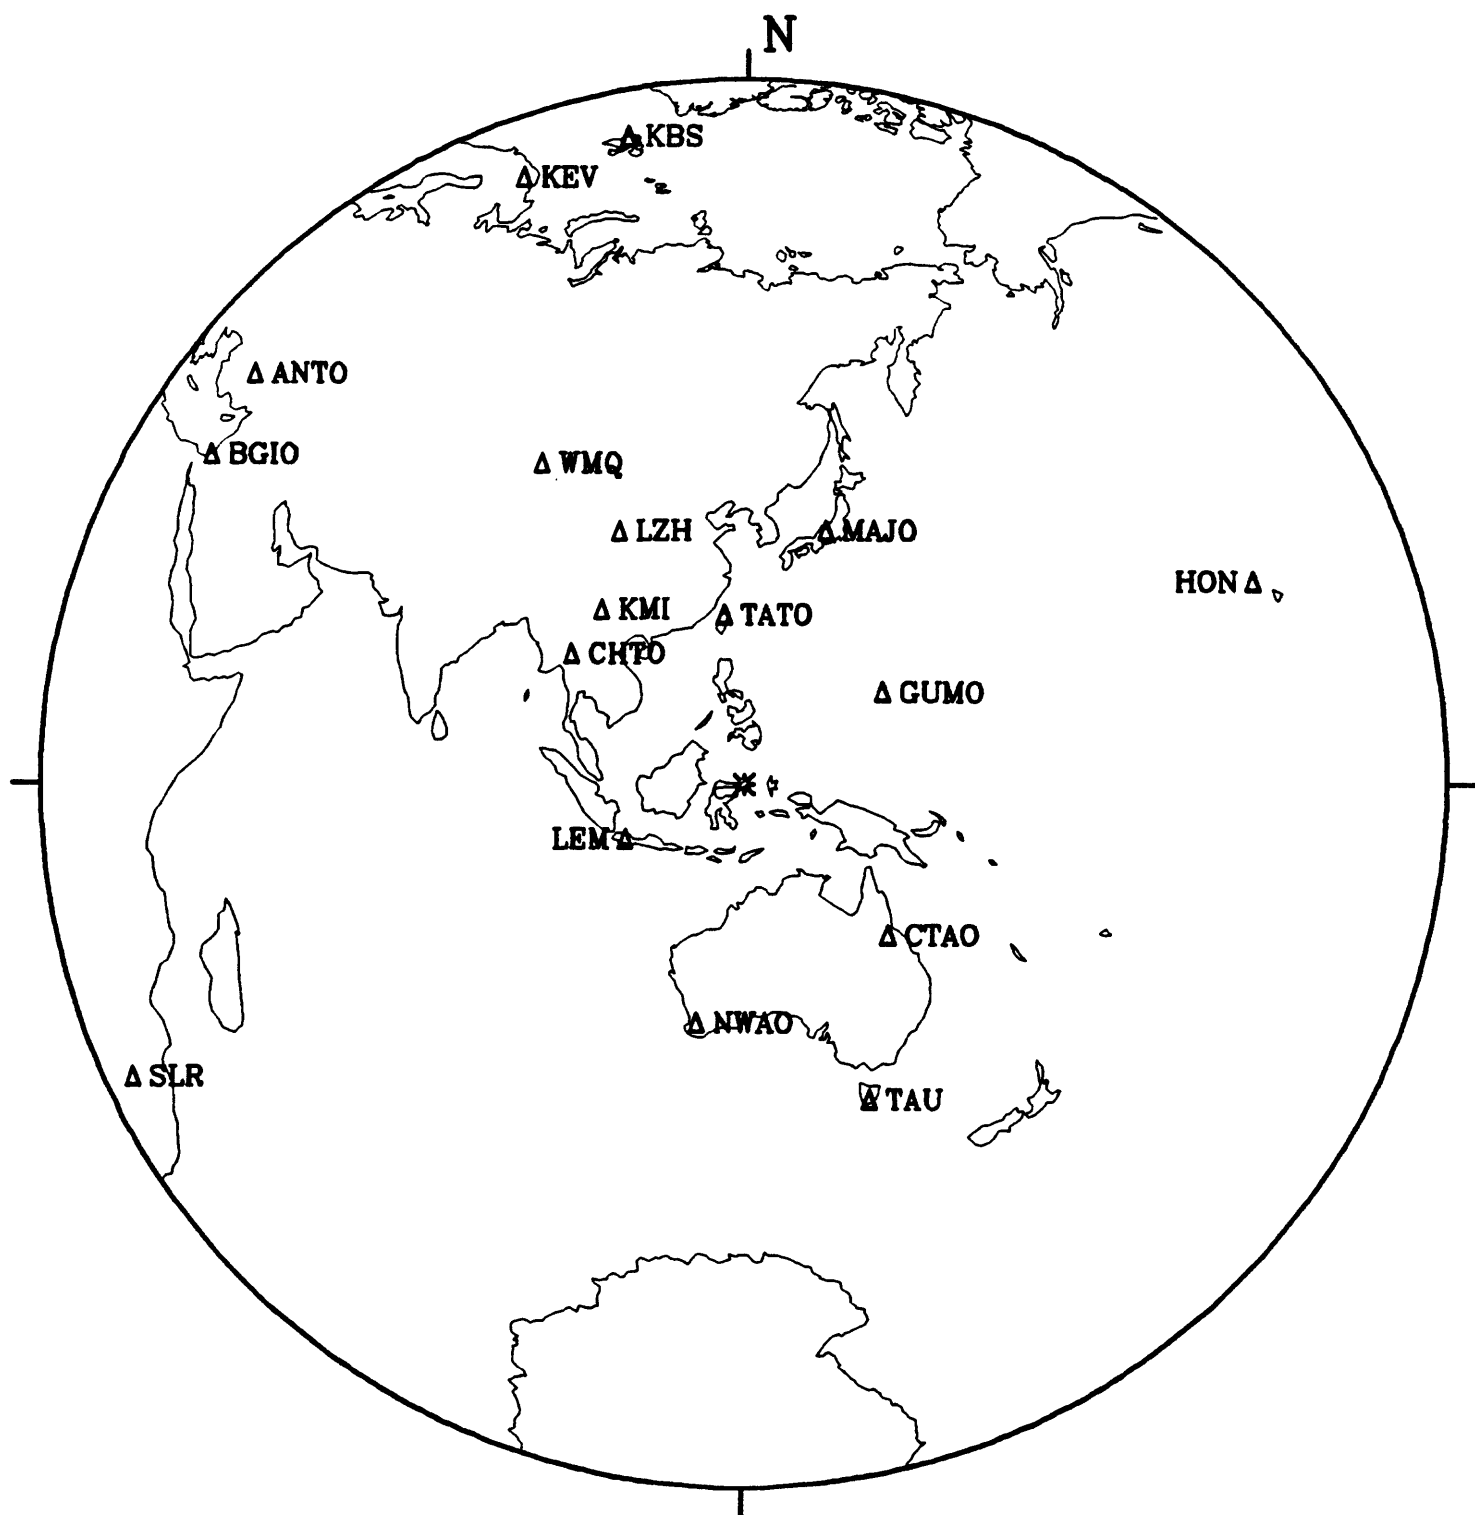 N
KBS
KEV
ANTO
BGIO
WMQ
LZH
MAJO
HON
KMI
TATO
CHTO
GUMO
LEM
CTAO
NWAO
SLR
TAU